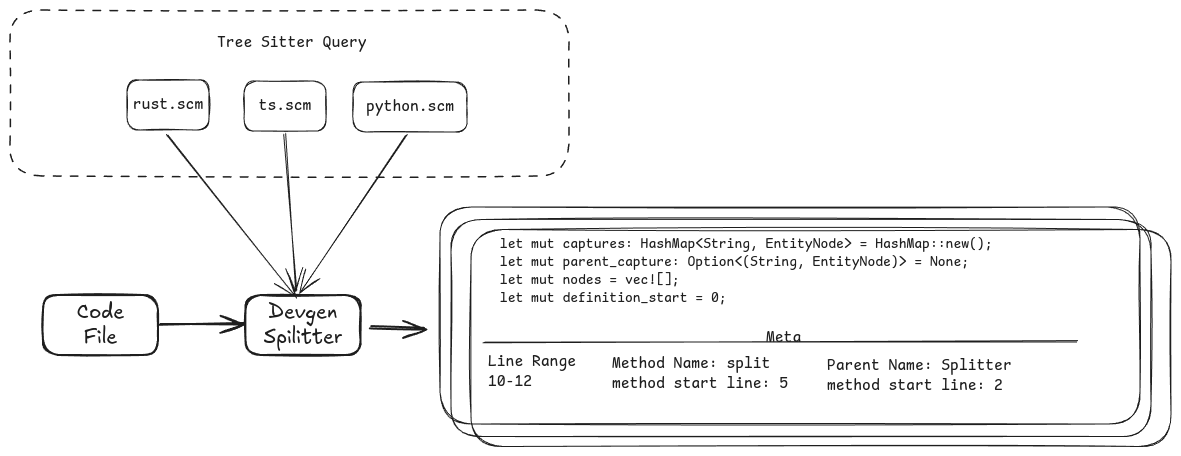 Tree Sitter Query
rust.scm
ts.scm
python.scm
Code
File
Devgen
Spilitter
let mut captures: HashMap<String, EntityNode> = HashMap::new();
let mut parent_capture: Option<(String, EntityNode)> = None;
let mut nodes = vec![];
let mut definition_start = 0;
Meta
Line Range
10-12
Method Name: split
method start line: 5
Parent Name: Splitter
method start line: 2